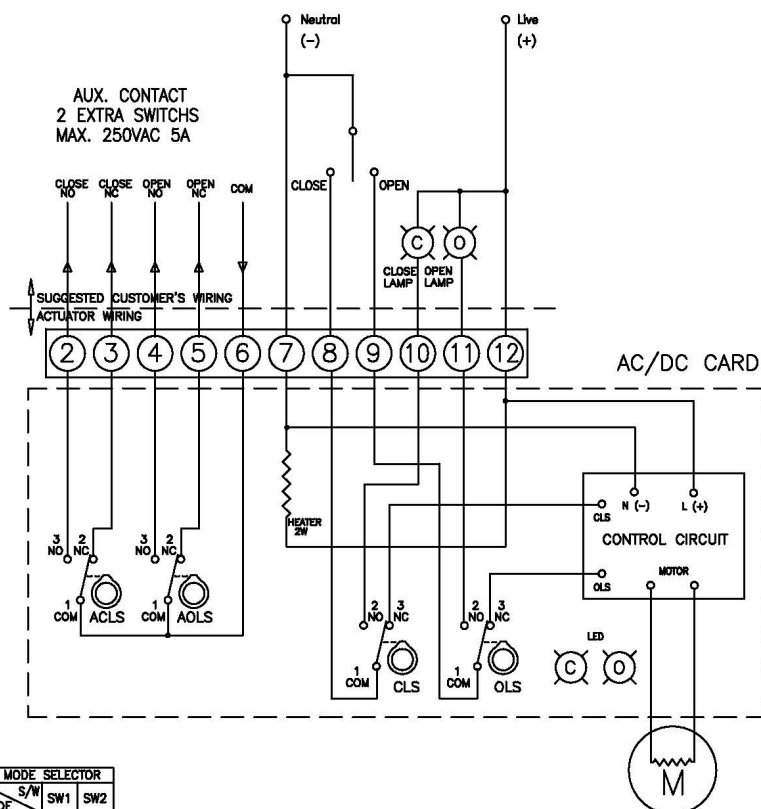 Neutral
(-)
Live
(+)
AUX. CONTACT
2 EXTRA SWITCHS
MAX. 250VAC 5A
CLOSE NO
CLOSE NC
OPEN NO
OPEN NC
COM
CLOSE
OPEN
C
O
CLOSE LAMP
OPEN LAMP
SUGGESTED CUSTOMER'S WIRING
ACTUATOR WIRING
2 3 4 5 6 7 8 9 10 11 12
AC/DC CARD
HEATER
2W
CLS
N (-)
L (+)
CONTROL CIRCUIT
OLS
MOTOR
3 NO
2 NC
1 COM
ACLS
3 NO
2 NC
1 COM
AOLS
2 NO
3 NC
1 COM
CLS
2 NO
3 NC
1 COM
OLS
LED
C
O
M
MODE SELECTOR
S/W SW1 SW2